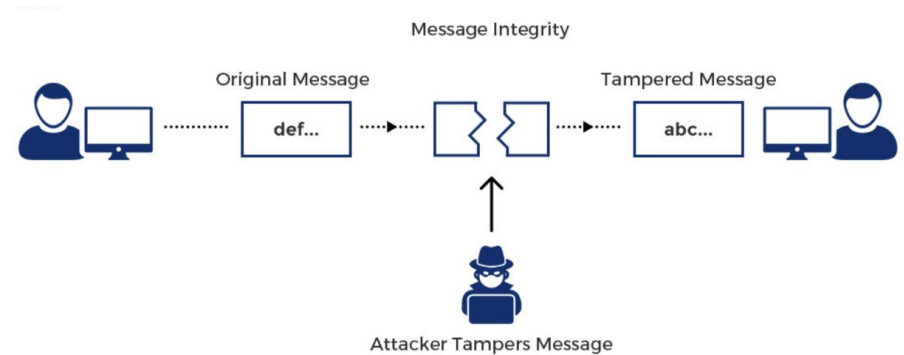 Message Integrity
Original Message
Tampered Message
def...
abc...
Attacker Tampers Message